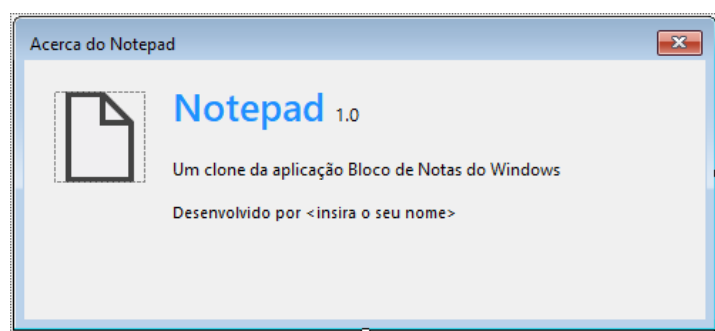 Acerca do Notepad
Notepad 1.0
Um clone da aplicação Bloco de Notas do Windows
Desenvolvido por <insira o seu nome>